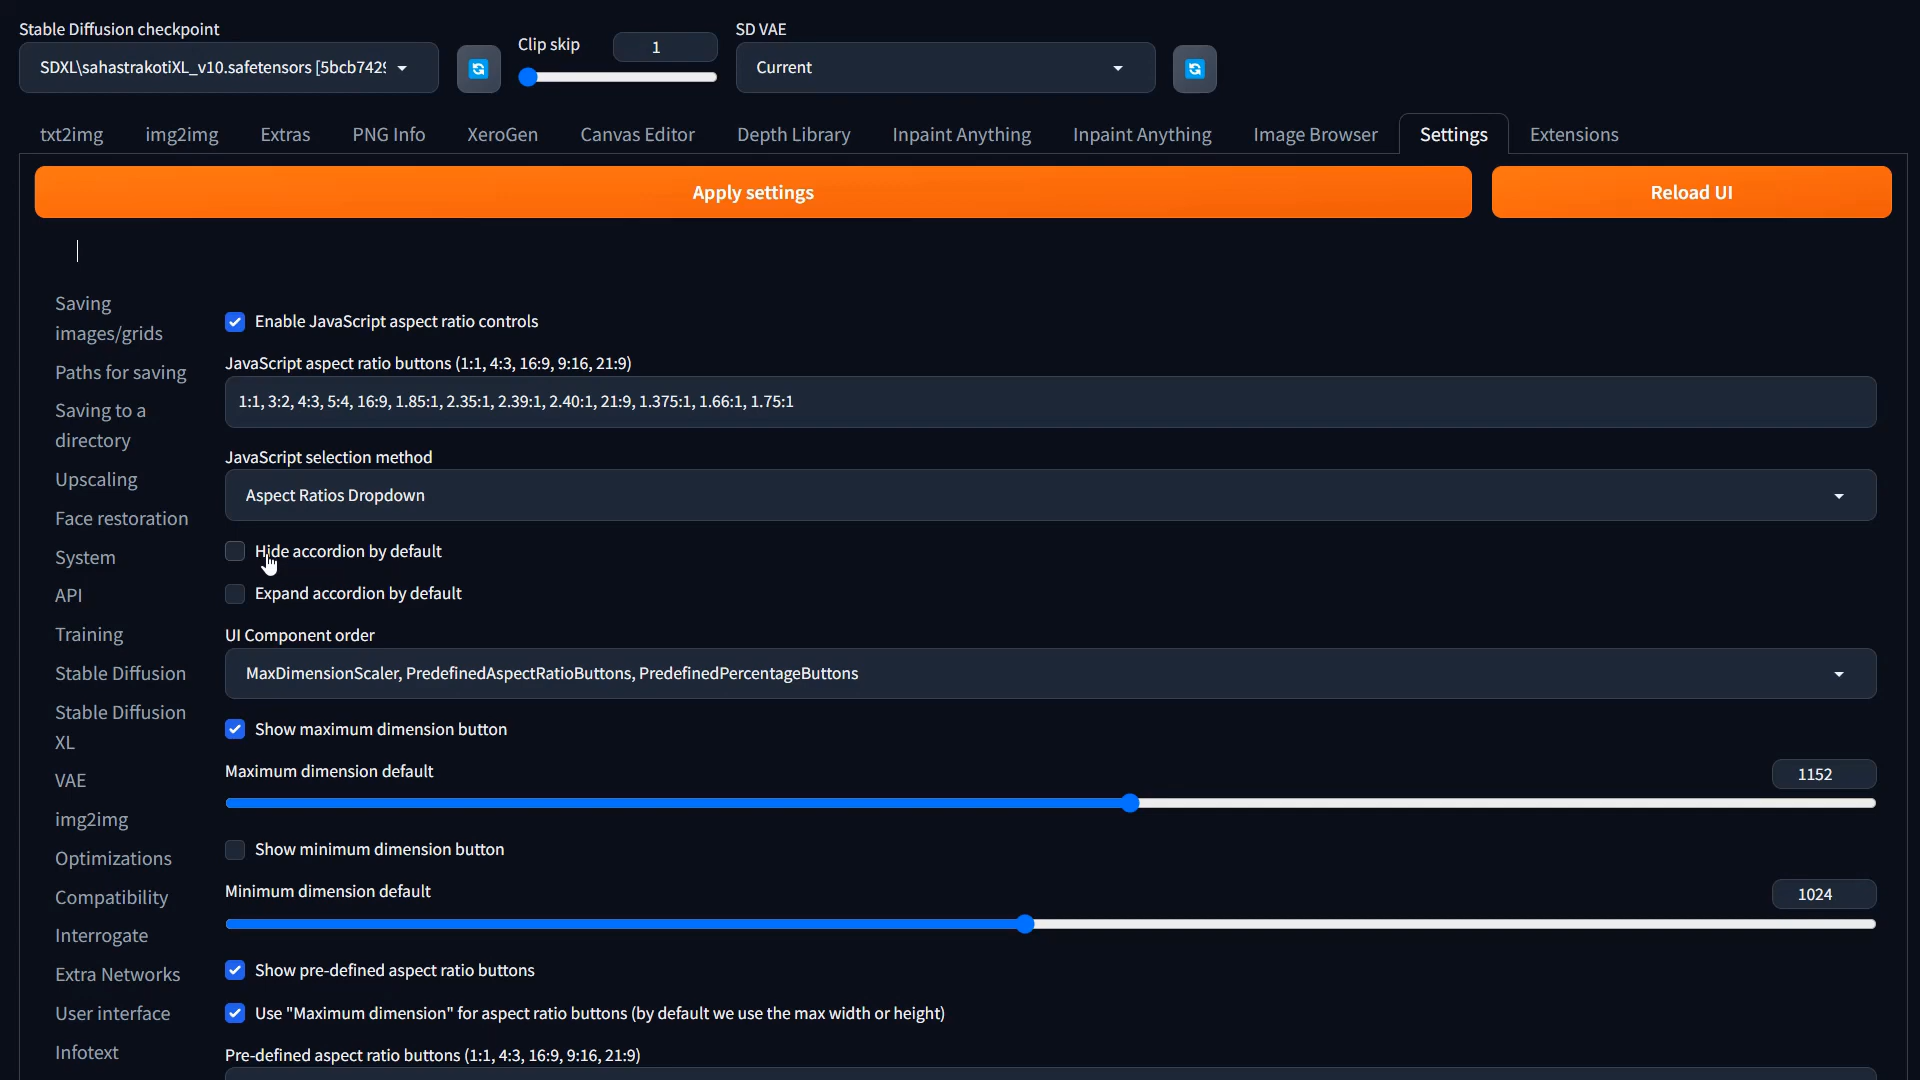 Stable Diffusion checkpoint
SDXL\sahastrakotiXL_v10.safetensors [5bcb7429
Clip skip
1
SD VAE
Current
txt2img
img2img
Extras
PNG Info
XeroGen
Canvas Editor
Depth Library
Inpaint Anything
Inpaint Anything
Image Browser
Settings
Extensions
Apply settings
Reload UI
Saving
images/grids
Paths for saving
Saving to a
directory
Upscaling
Face restoration
System
API
Training
Stable Diffusion
Stable Diffusion
XL
VAE
img2img
Optimizations
Compatibility
Interrogate
Extra Networks
User interface
Infotext
Enable JavaScript aspect ratio controls
JavaScript aspect ratio buttons (1:1, 4:3, 16:9, 9:16, 21:9)
1:1, 3:2, 4:3, 5:4, 16:9, 1.85:1, 2.35:1, 2.39:1, 2.40:1, 21:9, 1.375:1, 1.66:1, 1.75:1
JavaScript selection method
Aspect Ratios Dropdown
Hide accordion by default
Expand accordion by default
UI Component order
MaxDimensionScaler, PredefinedAspectRatioButtons, PredefinedPercentageButtons
Show maximum dimension button
Maximum dimension default
1152
Show minimum dimension button
Minimum dimension default
1024
Show pre-defined aspect ratio buttons
Use "Maximum dimension" for aspect ratio buttons (by default we use the max width or height)
Pre-defined aspect ratio buttons (1:1, 4:3, 16:9, 9:16, 21:9)